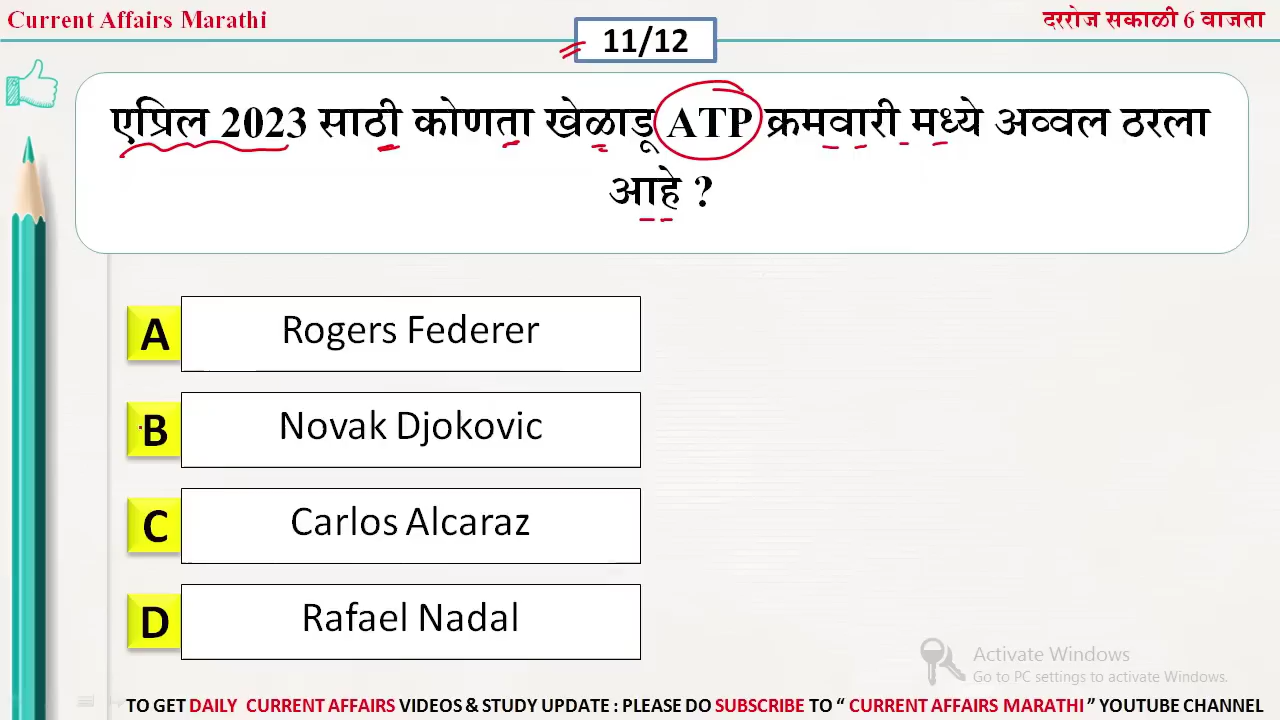 Current Affairs Marathi
दररोज सकाळी 6 वाजता
11/12
एप्रिल 2023 साठी कोणता खेळाडू ATP क्रमवारी मध्ये अव्वल ठरला
आहे ?
A Rogers Federer
B Novak Djokovic
C Carlos Alcaraz
D Rafael Nadal
Activate Windows
Go to PC settings to activate Windows.
TO GET DAILY CURRENT AFFAIRS VIDEOS & STUDY UPDATE : PLEASE DO SUBSCRIBE TO “ CURRENT AFFAIRS MARATHI ” YOUTUBE CHANNEL